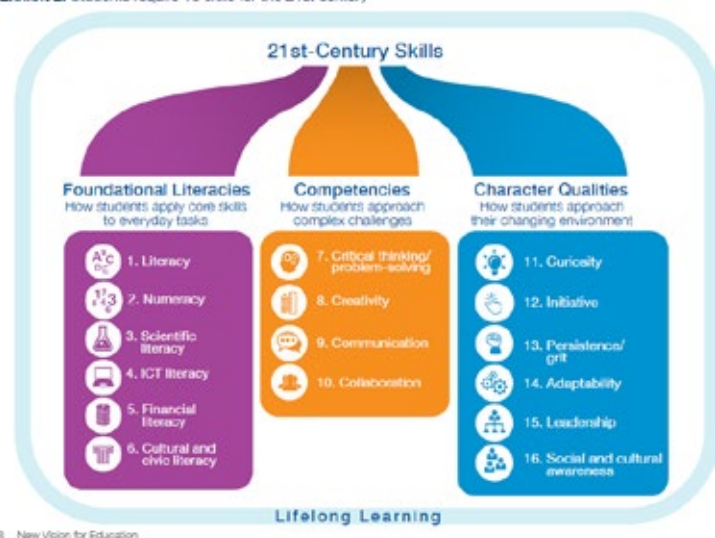 21st-Century Skills
Foundational Literacies
How students apply core skills
to everyday tasks
1. Literacy
2. Numeracy
3. Scientific
literacy
4. ICT literacy
5. Financial
literacy
6. Cultural and
civic literacy
Competencies
How students approach
complex challenges
7. Critical thinking/
problem-solving
8. Creativity
9. Communication
10. Collaboration
Character Qualities
How students approach
their changing environment
11. Curiosity
12. Initiative
13. Persistence/
grit
14. Adaptability
15. Leadership
16. Social and cultural
awareness
Lifelong Learning
New Vision for Education